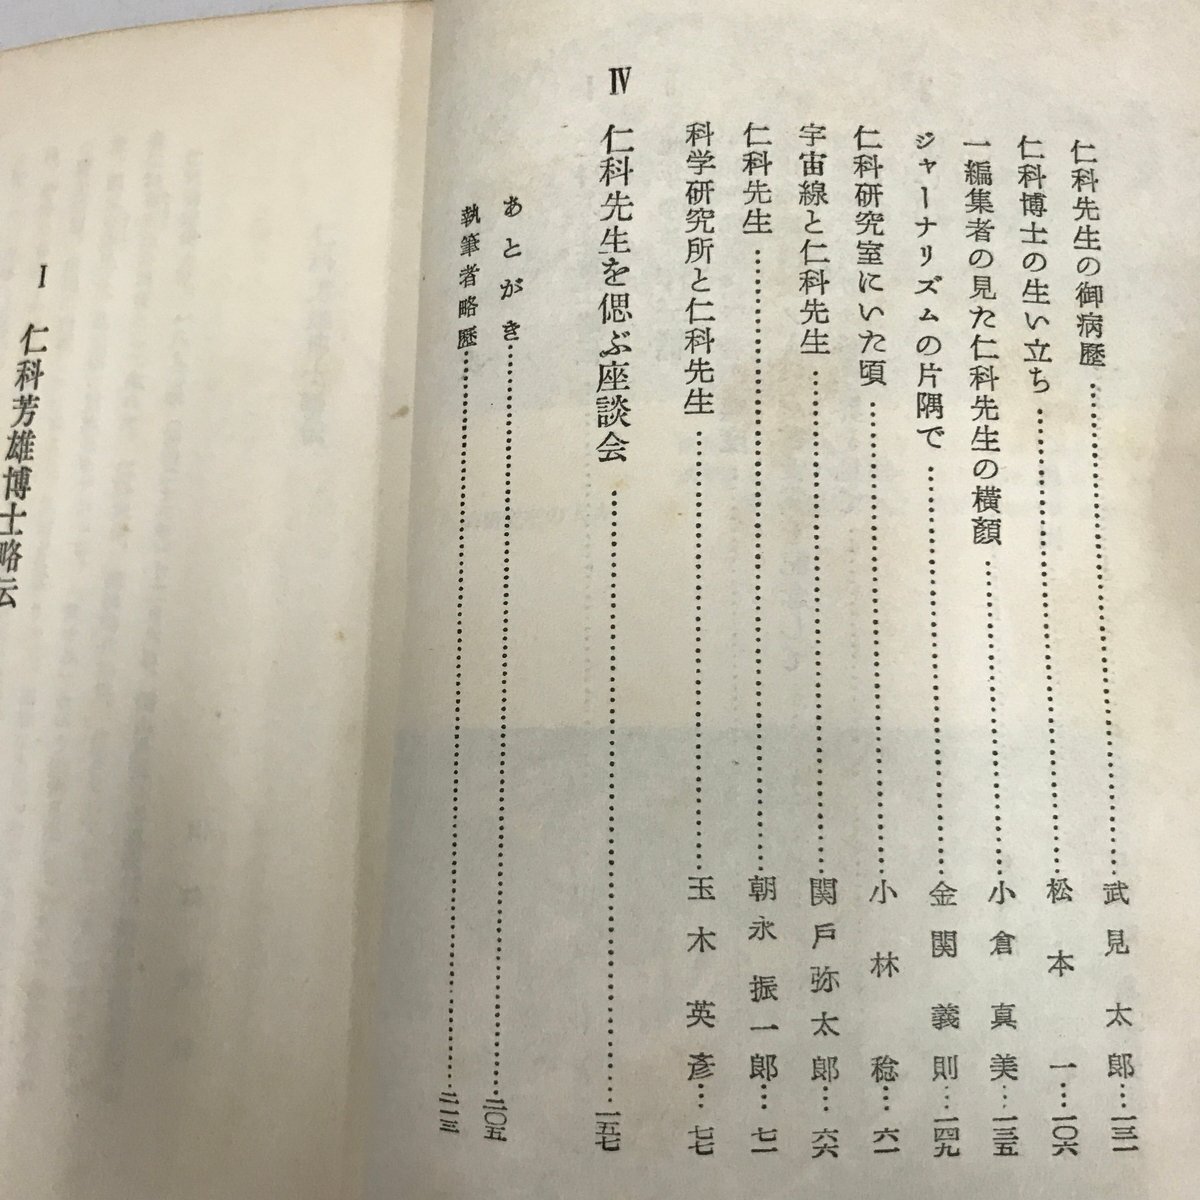 仁科先生の御病歷……武見太郎…一三一
仁科博士の生い立ち……松本一…一〇六
一編集者の見た仁科先生の橫顏……小倉真美…一三五
ジャーナリズムの片隅で……金関義則…一四九
仁科研究室にいた頃……小林稔…六一
宇宙線と仁科先生……関戸弥太郎…六六
仁科先生……朝永振一郎…七一
科学研究所と仁科先生……玉木英彥…七七
Ⅳ 仁科先生を偲ぶ座談会……一五七
あとがき……二〇五
執筆者略歷……二一三
Ⅰ 仁科芳雄博士略伝